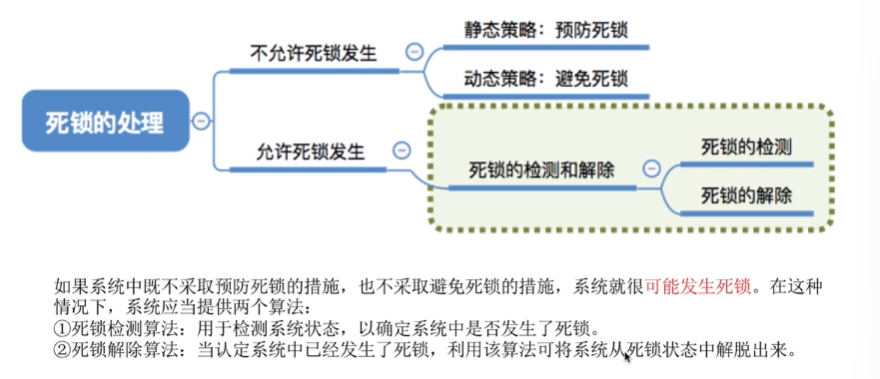 死锁的处理
不允许死锁发生
静态策略：预防死锁
动态策略：避免死锁
允许死锁发生
死锁的检测和解除
死锁的检测
死锁的解除
如果系统中既不采取预防死锁的措施，也不采取避免死锁的措施，系统就很可能发生死锁。在这种
情况下，系统应当提供两个算法：
①死锁检测算法：用于检测系统状态，以确定系统中是否发生了死锁。
②死锁解除算法：当认定系统中已经发生了死锁，利用该算法可将系统从死锁状态中解脱出来。